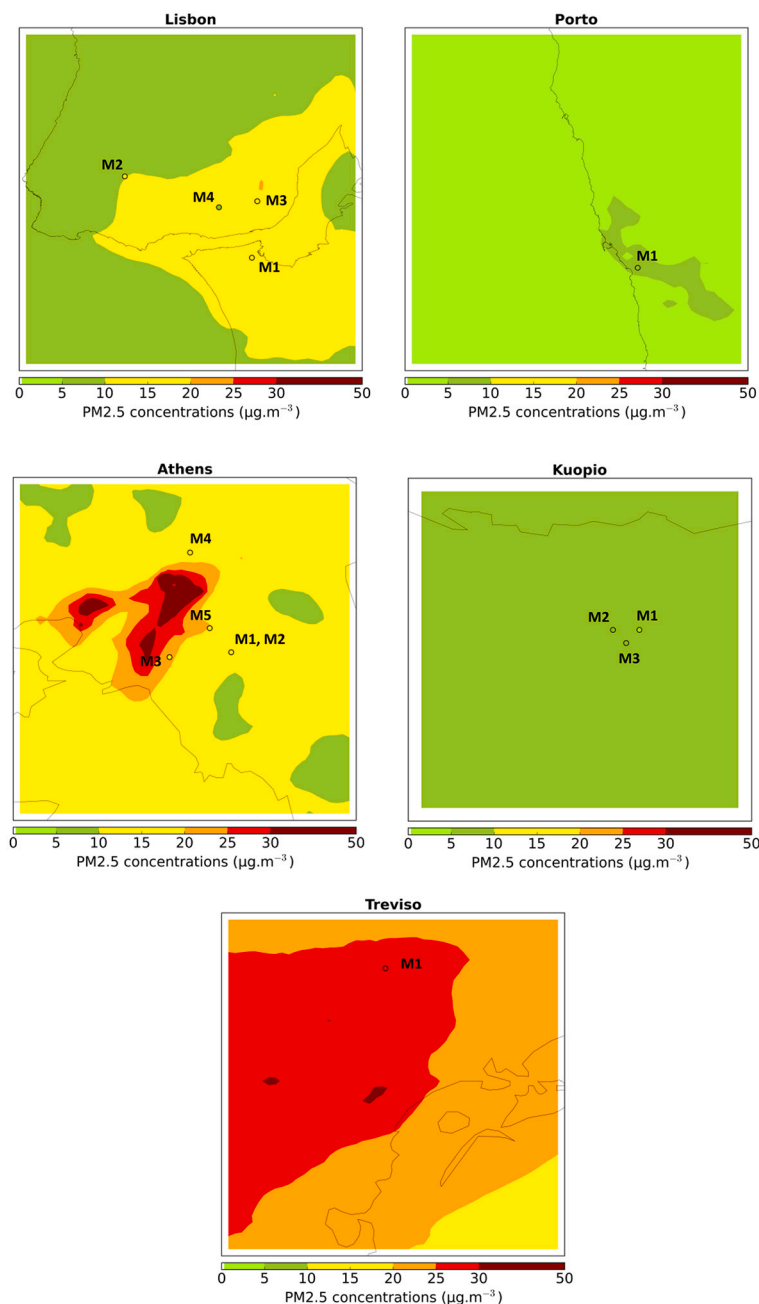 Lisbon
M2
M4
M3
M1
0 5 10 15 20 25 30 50
PM2.5 concentrations (μg.m⁻³)
Porto
M1
0 5 10 15 20 25 30 50
PM2.5 concentrations (μg.m⁻³)
Athens
M4
M5
M1, M2
M3
0 5 10 15 20 25 30 50
PM2.5 concentrations (μg.m⁻³)
Kuopio
M2 M1
M3
0 5 10 15 20 25 30 50
PM2.5 concentrations (μg.m⁻³)
Treviso
M1
0 5 10 15 20 25 30 50
PM2.5 concentrations (μg.m⁻³)